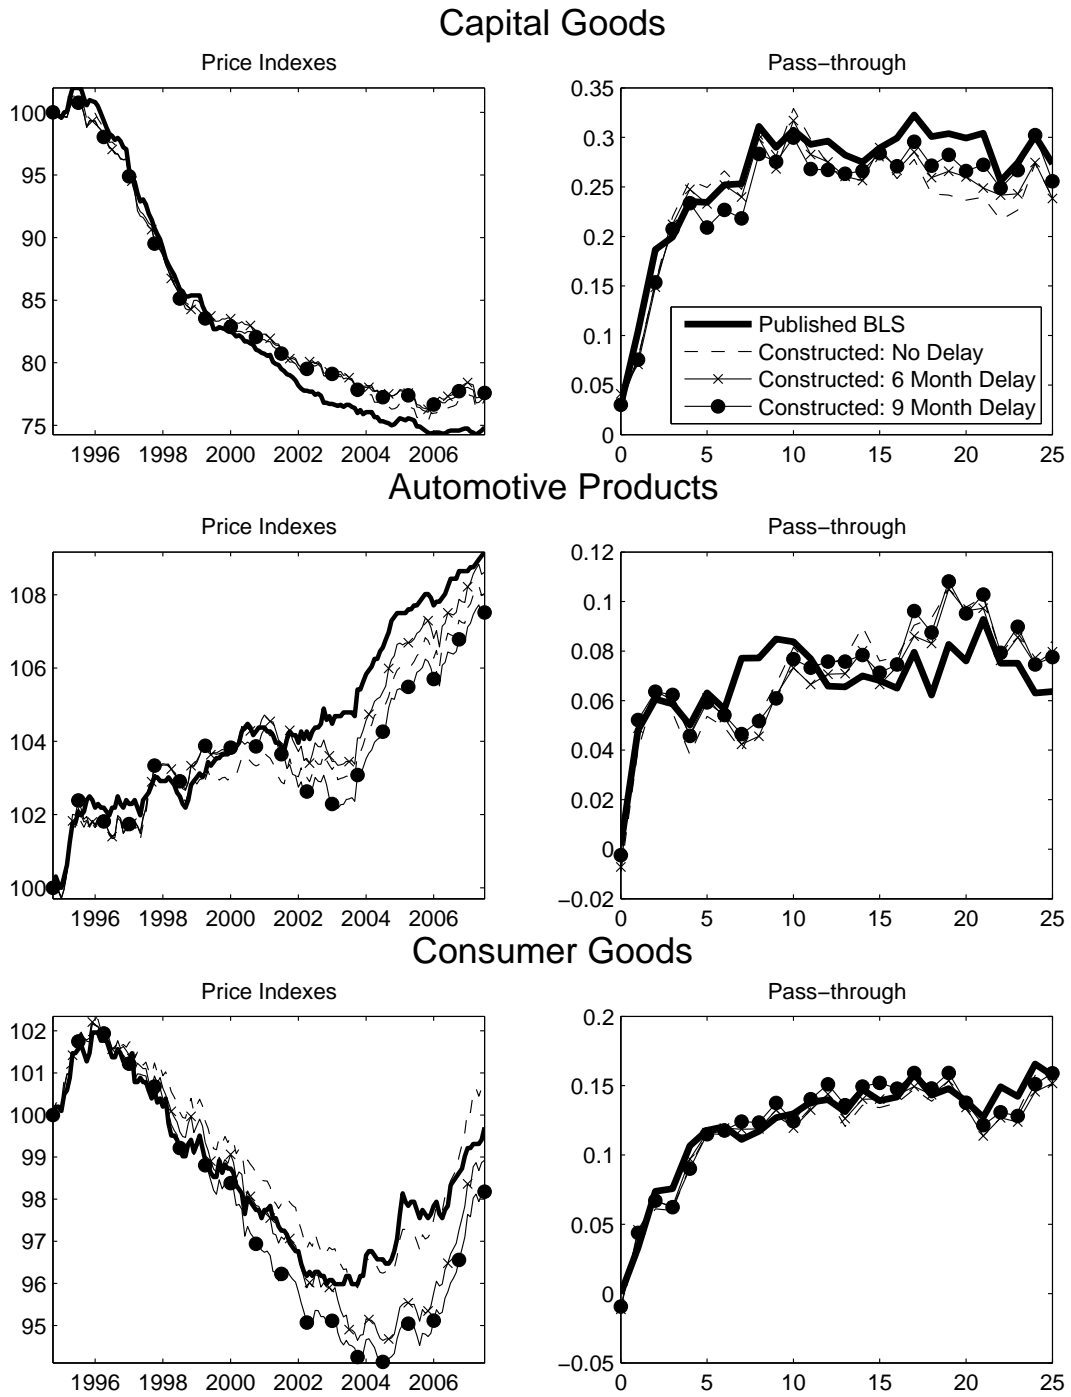 Capital Goods
Price Indexes
Pass−through
100
95
90
85
80
75
1996 1998 2000 2002 2004 2006
0.35
0.3
0.25
0.2
0.15
0.1
0.05
0
0 5 10 15 20 25
Published BLS
Constructed: No Delay
Constructed: 6 Month Delay
Constructed: 9 Month Delay
Automotive Products
Price Indexes
Pass−through
108
106
104
102
100
1996 1998 2000 2002 2004 2006
0.12
0.1
0.08
0.06
0.04
0.02
0
−0.02
0 5 10 15 20 25
Consumer Goods
Price Indexes
Pass−through
102
101
100
99
98
97
96
95
1996 1998 2000 2002 2004 2006
0.2
0.15
0.1
0.05
0
−0.05
0 5 10 15 20 25